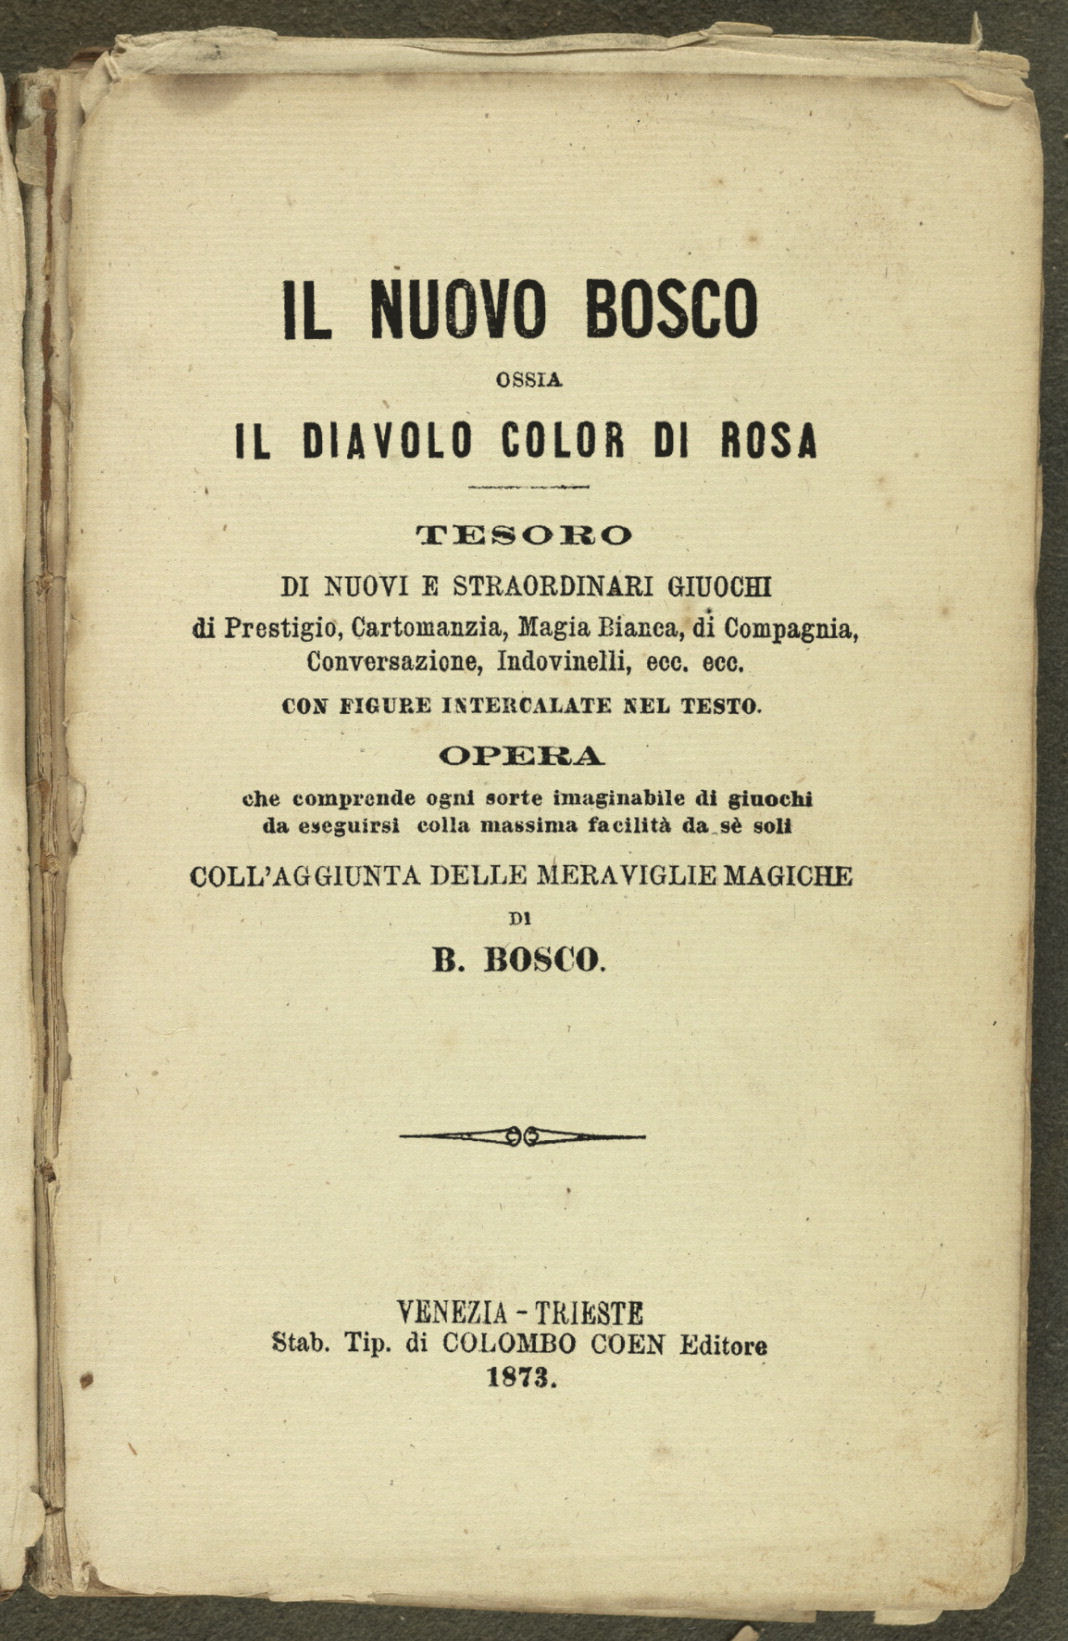 IL NUOVO BOSCO
OSSIA
IL DIAVOLO COLOR DI ROSA
TESORO
DI NUOVI E STRAORDINARI GIUOCHI
di Prestigio, Cartomanzia, Magia Bianca, di Compagnia,
Conversazione, Indovinelli, ecc. ecc.
CON FIGURE INTERCALATE NEL TESTO.
OPERA
che comprende ogni sorte imaginabile di giuochi
da eseguirsi colla massima facilità da sè soli
COLL'AGGIUNTA DELLE MERAVIGLIE MAGICHE
DI
B. BOSCO.
VENEZIA - TRIESTE
Stab. Tip. di COLOMBO COEN Editore
1873.